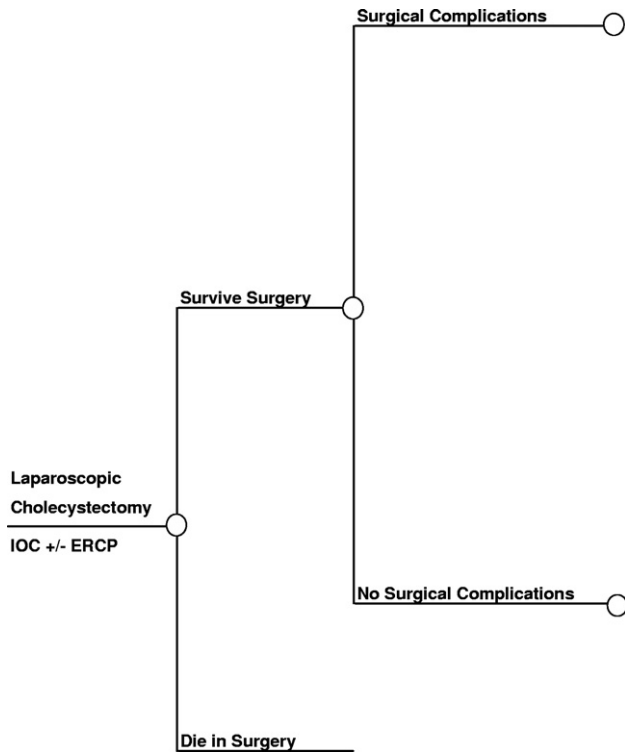 Surgical Complications
Survive Surgery
Laparoscopic
Cholecystectomy
IOC +/- ERCP
No Surgical Complications
Die in Surgery